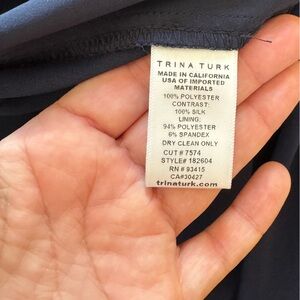 TRINA TURK
MADE IN CALIFORNIA
USA OF IMPORTED
MATERIALS
100% POLYESTER
CONTRAST:
100% SILK
LINING:
94% POLYESTER
6% SPANDEX
DRY CLEAN ONLY
CUT # 7574
STYLE# 182604
RN # 93415
CA#30427
trinaturk.com